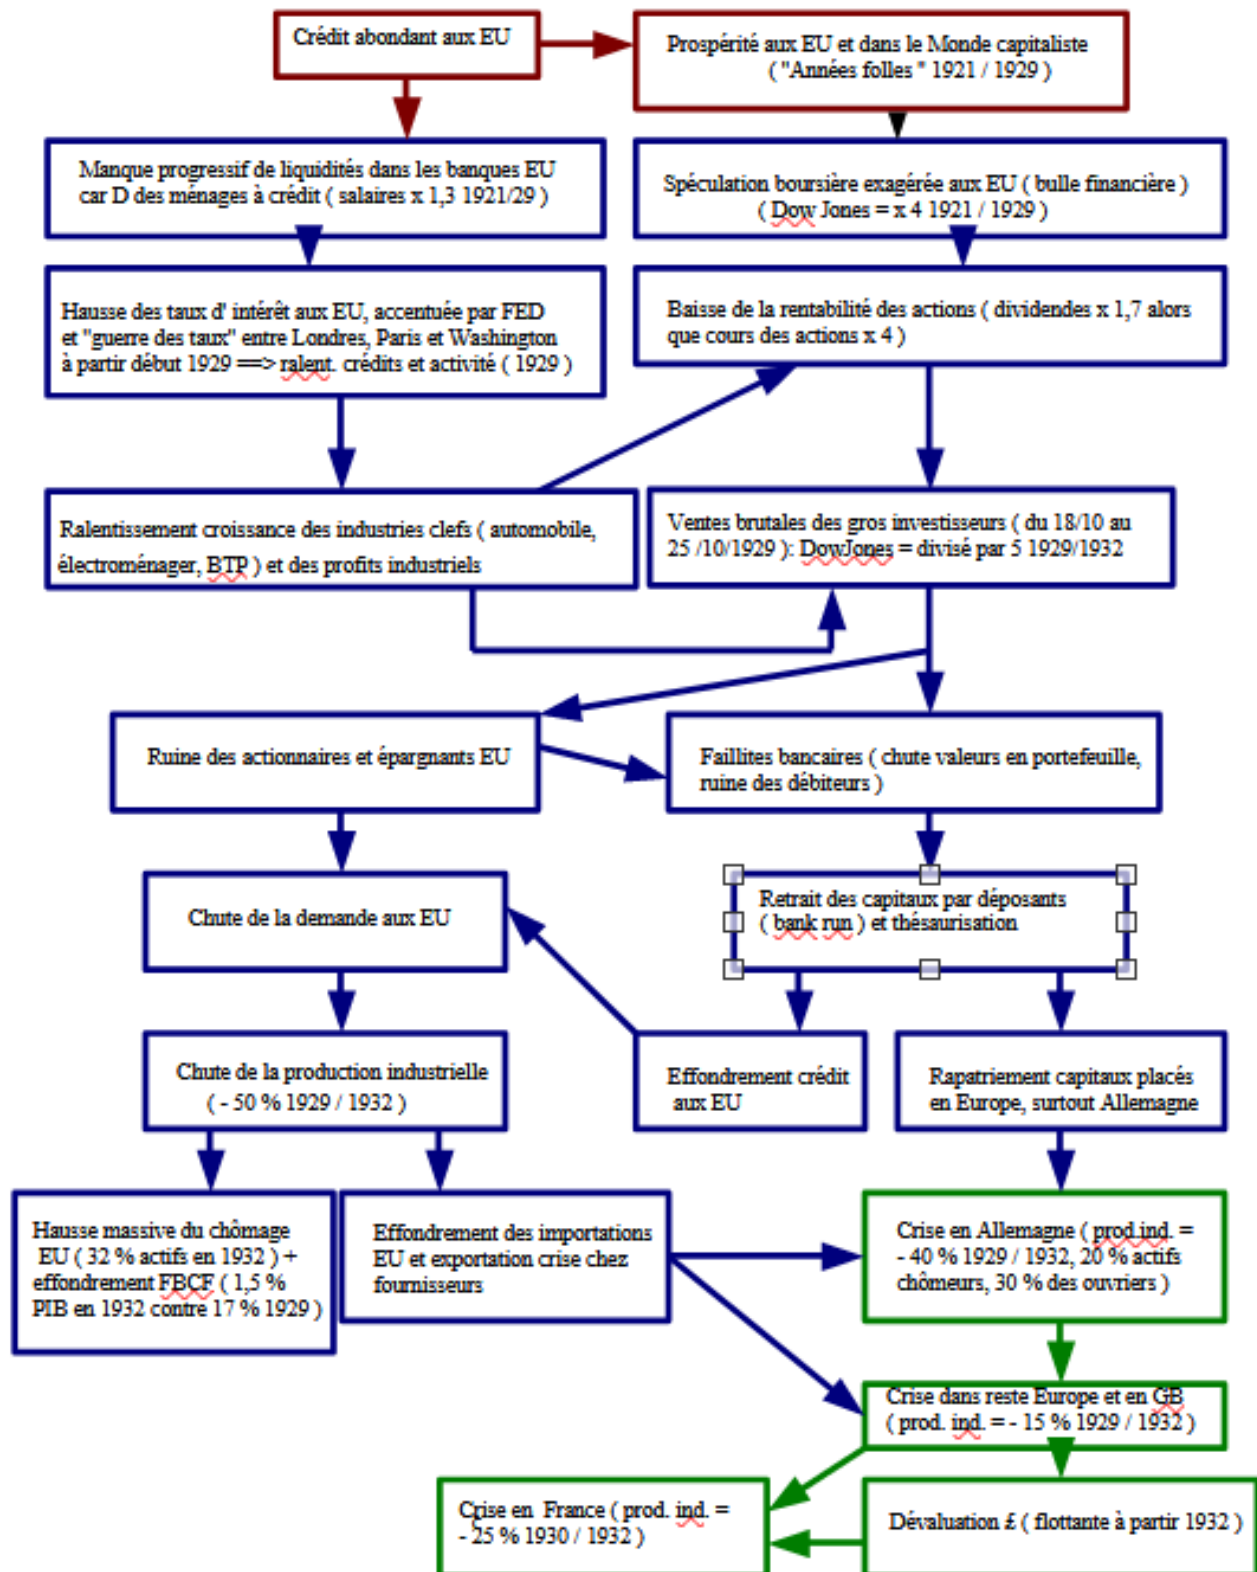 Crédit abondant aux EU
Prospérité aux EU et dans le Monde capitaliste
( "Années folles " 1921 / 1929 )
Manque progressif de liquidités dans les banques EU
car D des ménages à crédit ( salaires x 1,3 1921/29 )
Spéculation boursière exagérée aux EU ( bulle financière )
( Dow Jones = x 4 1921 / 1929 )
Hausse des taux d' intérêt aux EU, accentuée par FED
et "guerre des taux" entre Londres, Paris et Washington
à partir début 1929 ==> ralent. crédits et activité ( 1929 )
Baisse de la rentabilité des actions ( dividendes x 1,7 alors
que cours des actions x 4 )
Ralentissement croissance des industries clefs ( automobile,
électroménager, BTP ) et des profits industriels
Ventes brutales des gros investisseurs ( du 18/10 au
25 /10/1929 ): DowJones = divisé par 5 1929/1932
Ruine des actionnaires et épargnants EU
Faillites bancaires ( chute valeurs en portefeuille,
ruine des débiteurs )
Chute de la demande aux EU
Retrait des capitaux par déposants
( bank run ) et thésaurisation
Chute de la production industrielle
( - 50 % 1929 / 1932 )
Effondrement crédit
aux EU
Rapatriement capitaux placés
en Europe, surtout Allemagne
Hausse massive du chômage
EU ( 32 % actifs en 1932 ) +
effondrement FBCF ( 1,5 %
PIB en 1932 contre 17 % 1929 )
Effondrement des importations
EU et exportation crise chez
fournisseurs
Crise en Allemagne ( prod.ind. =
- 40 % 1929 / 1932, 20 % actifs
chômeurs, 30 % des ouvriers )
Crise dans reste Europe et en GB
( prod. ind. = - 15 % 1929 / 1932 )
Crise en France ( prod. ind. =
- 25 % 1930 / 1932 )
Dévaluation £ ( flottante à partir 1932 )